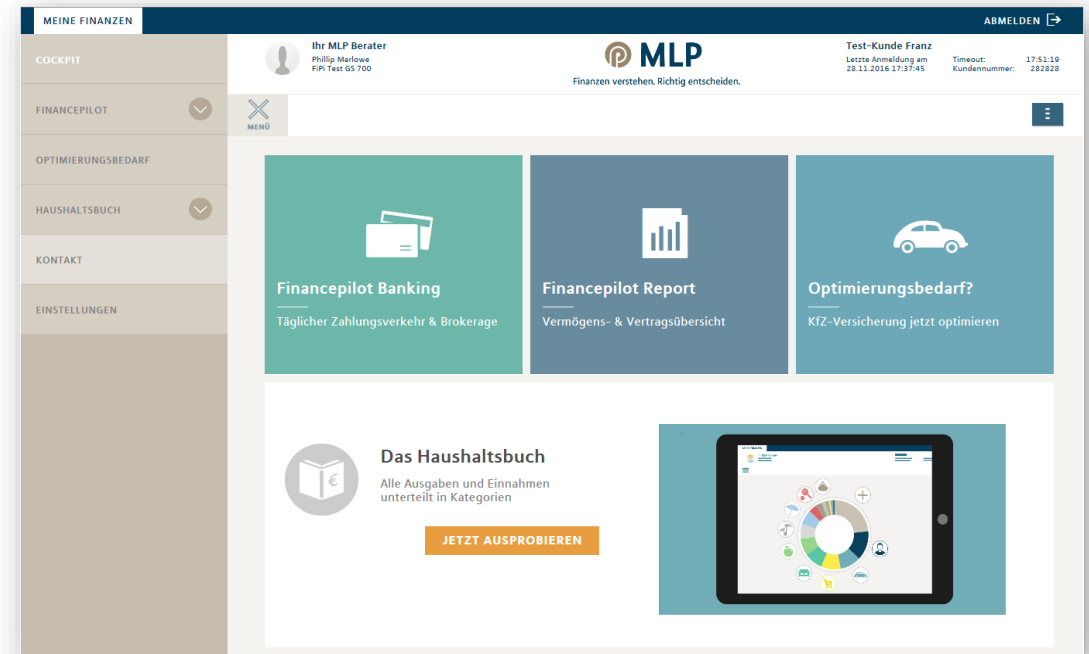 MEINE FINANZEN
ABMELDEN
COCKPIT
FINANCEPILOT
OPTIMIERUNGSBEDARF
HAUSHALTSBUCH
KONTAKT
EINSTELLUNGEN
Ihr MLP Berater
Phillip Marlowe
FiPi Test GS 700
MLP
Finanzen verstehen. Richtig entscheiden.
Test-Kunde Franz
Letzte Anmeldung am
28.11.2016 17:37:45
Timeout: 17:51:19
Kundennummer: 282828
MENÜ
Financepilot Banking
Täglicher Zahlungsverkehr & Brokerage
Financepilot Report
Vermögens- & Vertragsübersicht
Optimierungsbedarf?
KfZ-Versicherung jetzt optimieren
€
Das Haushaltsbuch
Alle Ausgaben und Einnahmen
unterteilt in Kategorien
JETZT AUSPROBIEREN